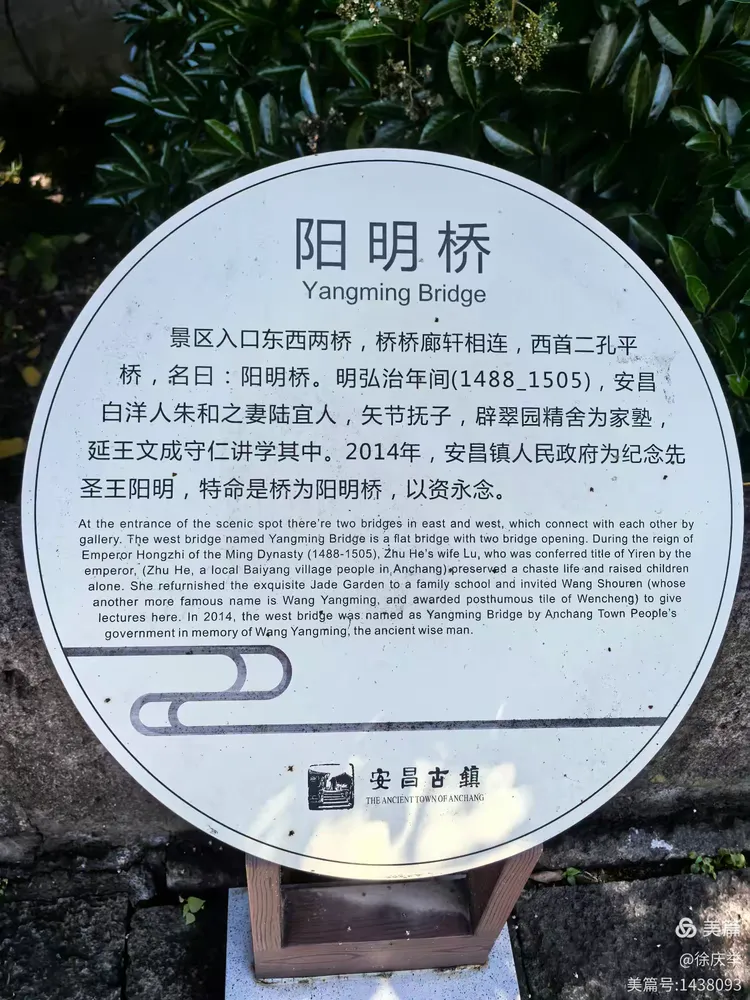 阳明桥
Yangming Bridge
景区入口东西两桥，桥桥廊轩相连，西首二孔平
桥，名曰：阳明桥。明弘治年间(1488_1505)，安昌
白洋人朱和之妻陆宜人，矢节抚子，辟翠园精舍为家塾，
延王文成守仁讲学其中。2014年，安昌镇人民政府为纪念先
圣王阳明，特命是桥为阳明桥，以资永念。
At the entrance of the scenic spot there're two bridges in east and west, which connect with each other by
gallery. The west bridge named Yangming Bridge is a flat bridge with two bridge opening. During the reign of
Emperor Hongzhi of the Ming Dynasty (1488-1505), Zhu He's wife Lu, who was conferred title of Yiren by the
emperor, (Zhu He, a local Baiyang village people in Anchang) preserved a chaste life and raised children
alone. She refurnished the exquisite Jade Garden to a family school and invited Wang Shouren (whose
another more famous name is Wang Yangming, and awarded posthumous tile of Wencheng) to give
lectures here. In 2014, the west bridge was named as Yangming Bridge by Anchang Town People's
government in memory of Wang Yangming, the ancient wise man.
安昌古鎮
THE ANCIENT TOWN OF ANCHANG
美篇
@徐庆华
美篇号:1438093